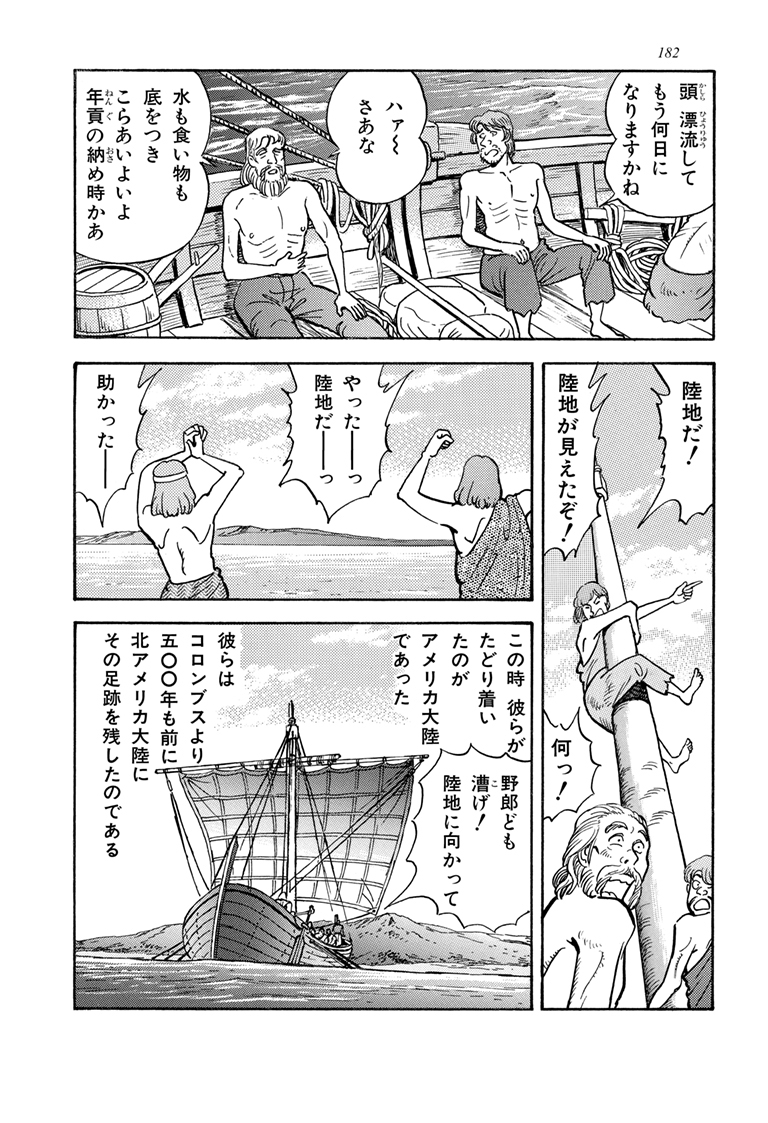 182
頭 漂流して
もう何日に
なりますかね
ハァ～
さあな
水も食い物も
底をつき
こらあいよいよ
年貢の納め時かあ
陸地だ！
陸地が見えたぞ！
何っ！
やったーーっ
陸地だーーっ
助かったーー
この時 彼らが
たどり着い
たのが
アメリカ大陸
であった
野郎ども
漕げ！
陸地に向かって
彼らは
コロンブスより
五〇〇年も前に
北アメリカ大陸に
その足跡を残したのである